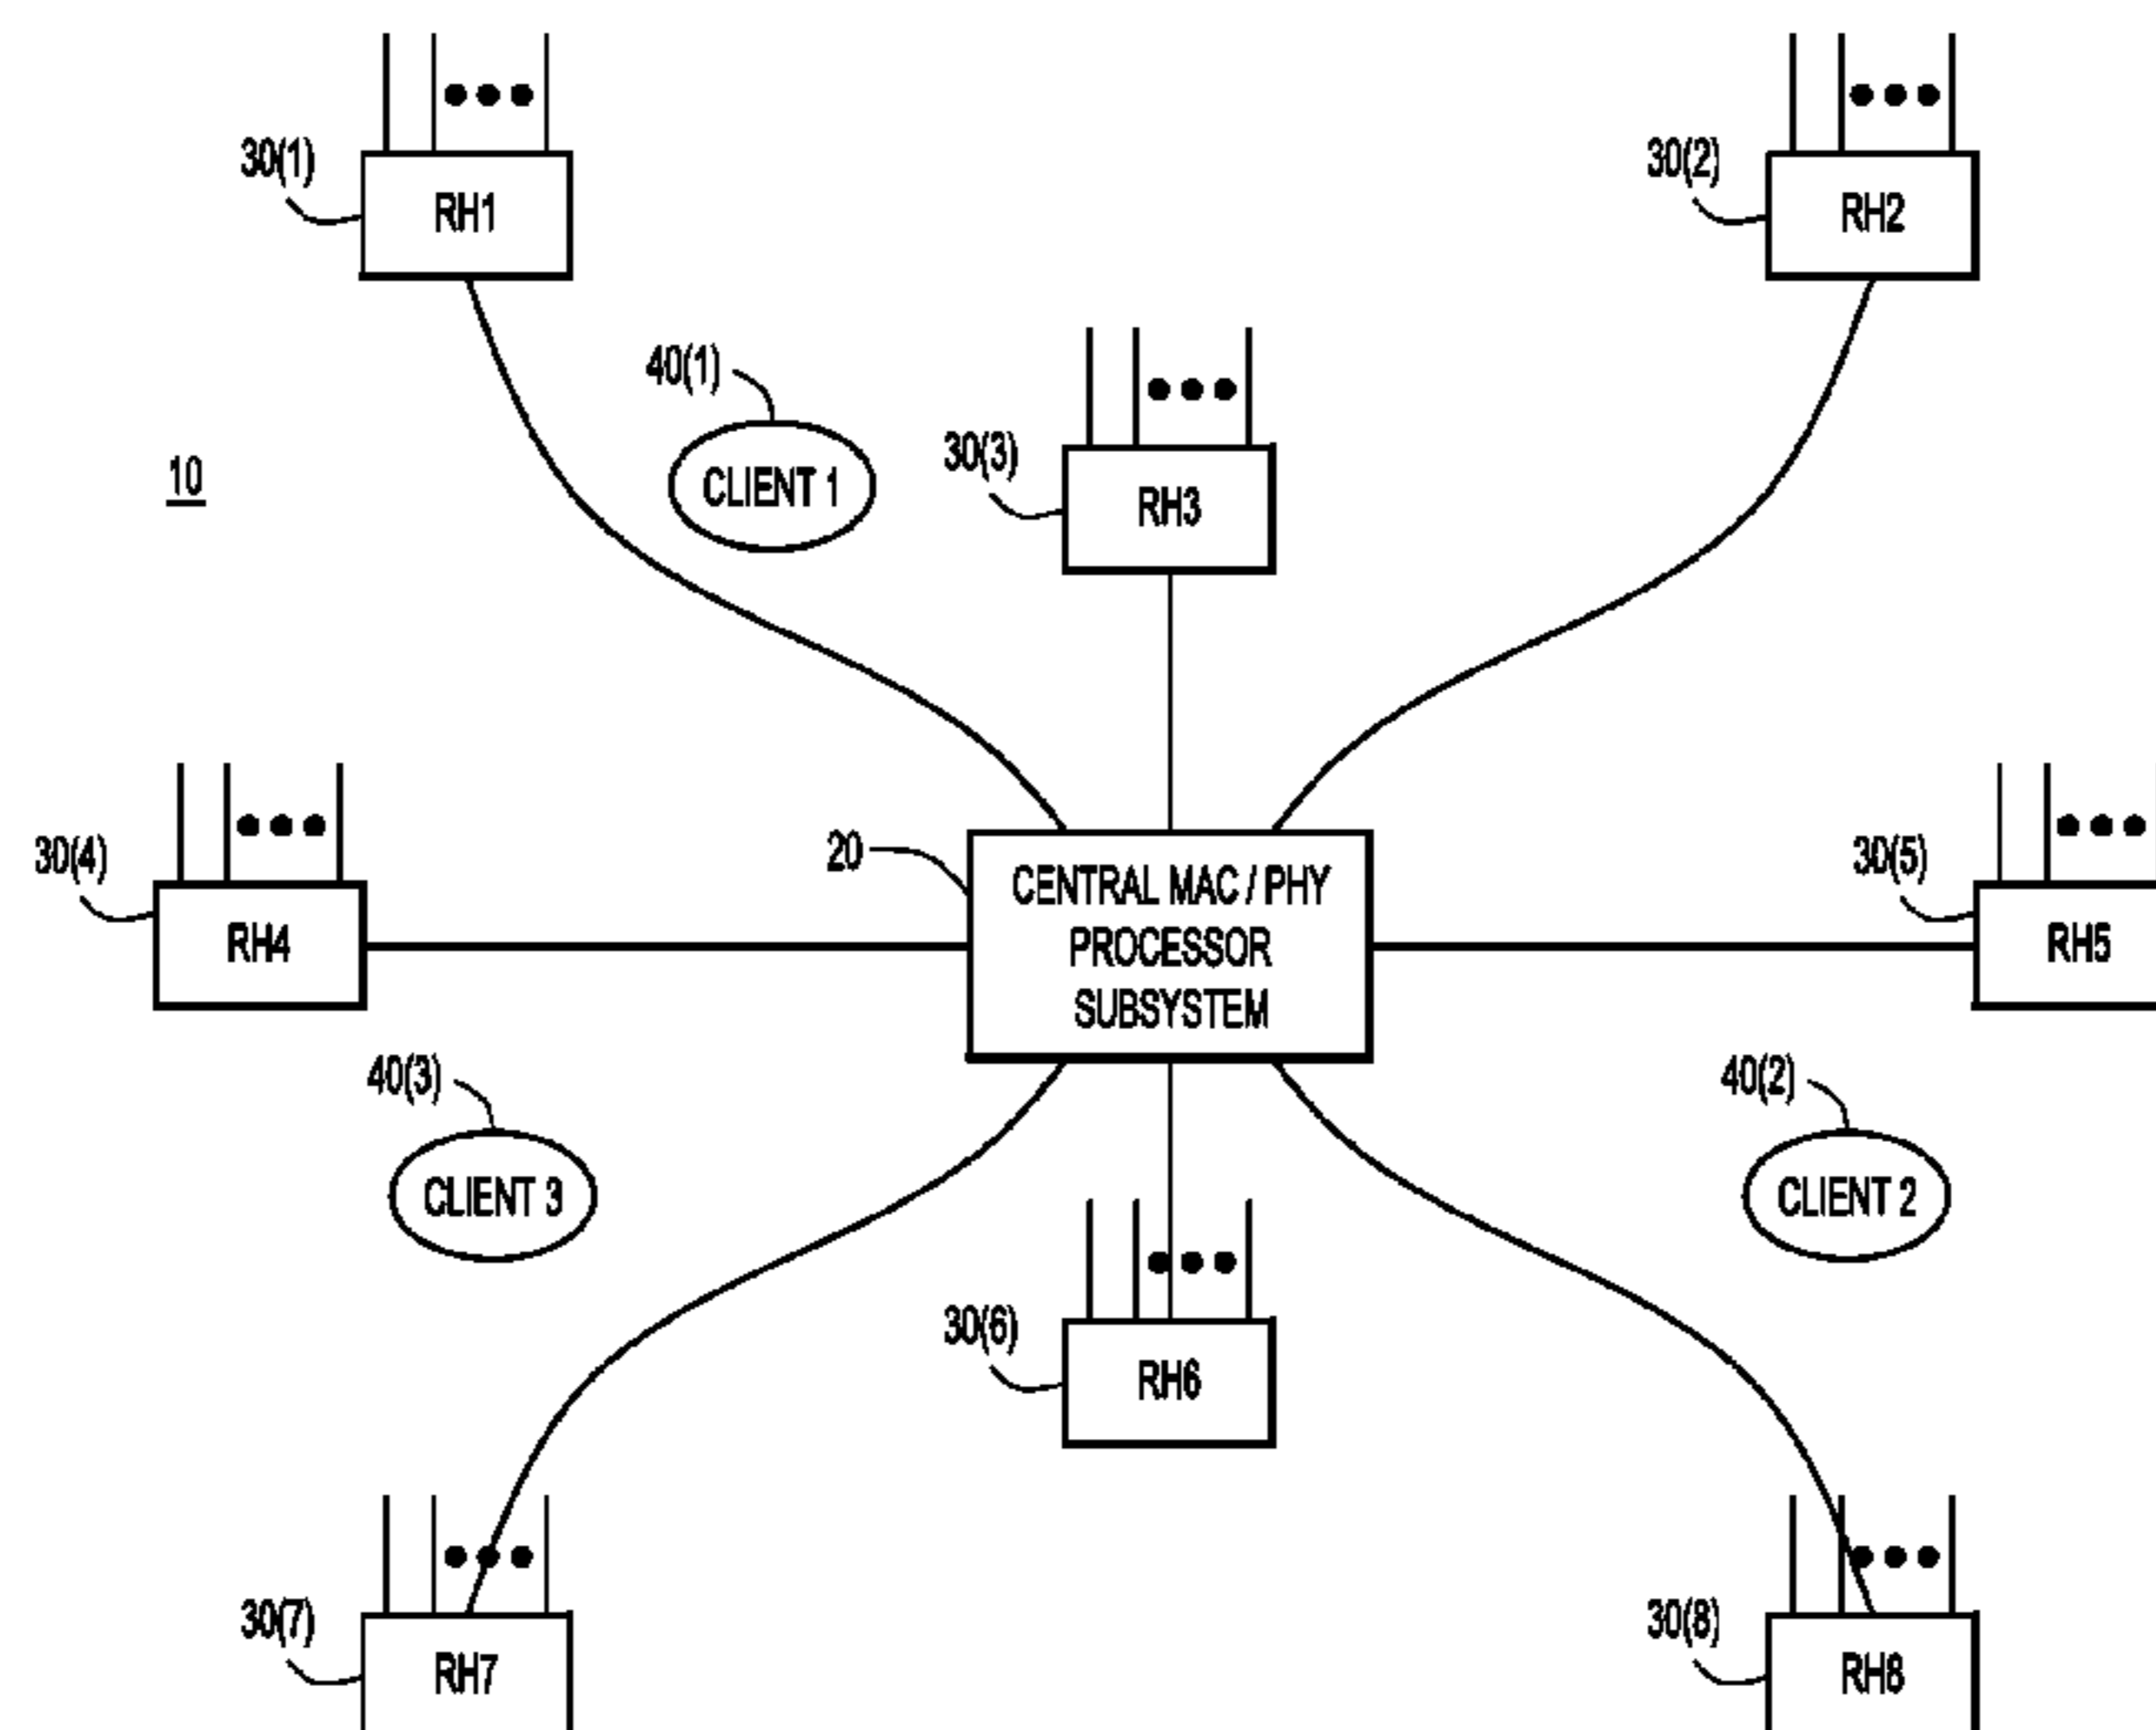 30(1)
RH1
30(2)
RH2
40(1)
CLIENT 1
30(3)
RH3
10
30(4)
RH4
20
CENTRAL MAC / PHY
PROCESSOR
SUBSYSTEM
30(5)
RH5
40(3)
CLIENT 3
40(2)
CLIENT 2
30(6)
RH6
30(7)
RH7
30(8)
RH8